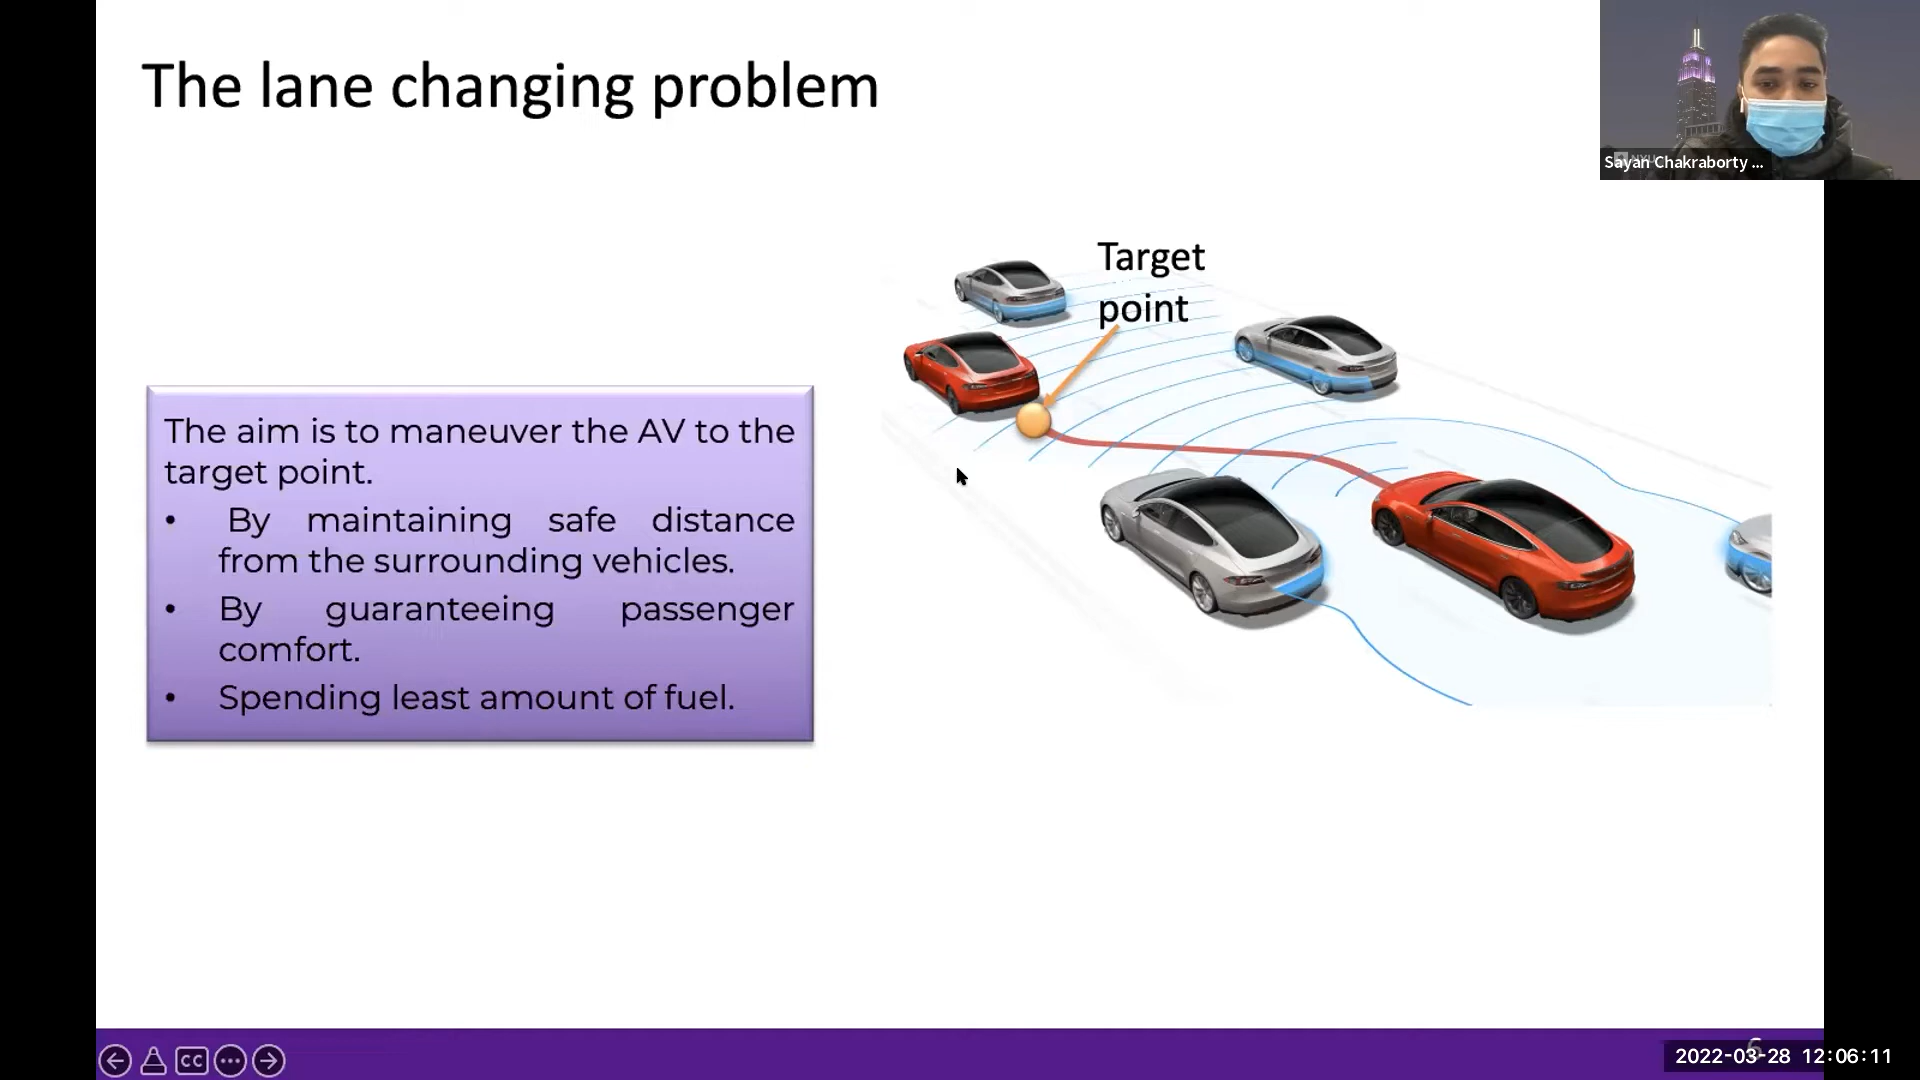 The lane changing problem
Sayan Chakraborty ...
Target
point
The aim is to maneuver the AV to the
target point.
• By maintaining safe distance
from the surrounding vehicles.
• By guaranteeing passenger
comfort.
• Spending least amount of fuel.
CC
2022-03-28 12:06:11